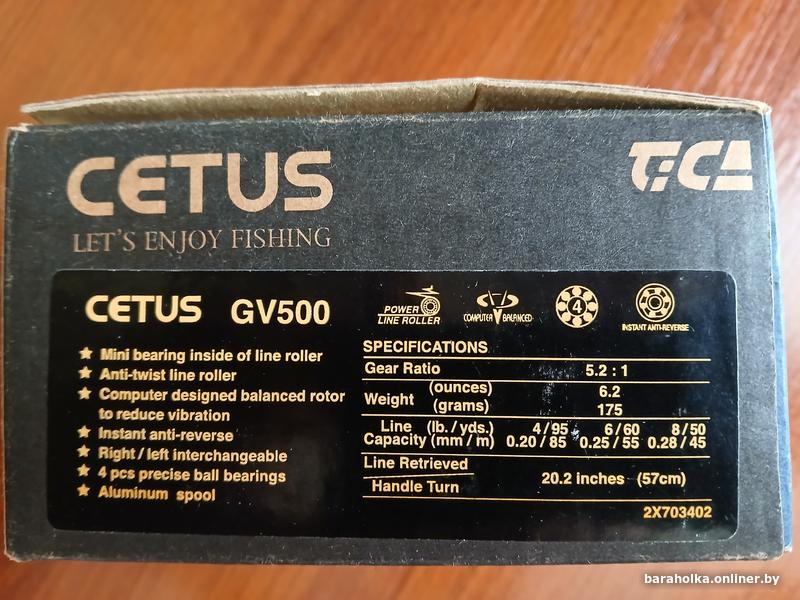 CETUS
TiCA
LET'S ENJOY FISHING
CETUS GV500
POWER LINE ROLLER
COMPUTER BALANCED
4
INSTANT ANTI-REVERSE
★ Mini bearing inside of line roller
★ Anti-twist line roller
★ Computer designed balanced rotor
to reduce vibration
★ Instant anti-reverse
★ Right / left interchangeable
★ 4 pcs precise ball bearings
★ Aluminum spool
SPECIFICATIONS
Gear Ratio 5.2 : 1
Weight (ounces) 6.2
(grams) 175
Line (lb. / yds.) 4 / 95 6 / 60 8 / 50
Capacity (mm / m) 0.20 / 85 0.25 / 55 0.28 / 45
Line Retrieved
Handle Turn 20.2 inches (57cm)
2X703402
baraholka.onliner.by